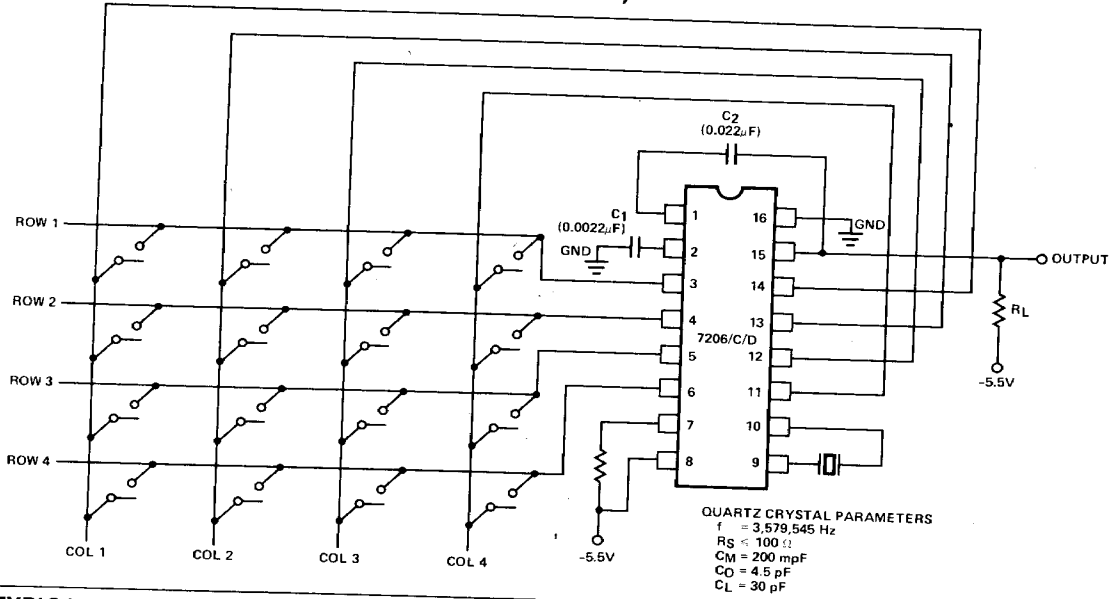 C2
(0.022µF)
C1
(0.0022µF)
GND
1
2
3
4
5
6
7
8
16
15
14
13
12
11
10
9
7206/C/D
GND
OUTPUT
RL
-5.5V
ROW 1
ROW 2
ROW 3
ROW 4
COL 1
COL 2
COL 3
COL 4
-5.5V
QUARTZ CRYSTAL PARAMETERS
f = 3,579,545 Hz
RS ≤ 100 Ω
CM = 200 mpF
CO = 4.5 pF
CL = 30 pF